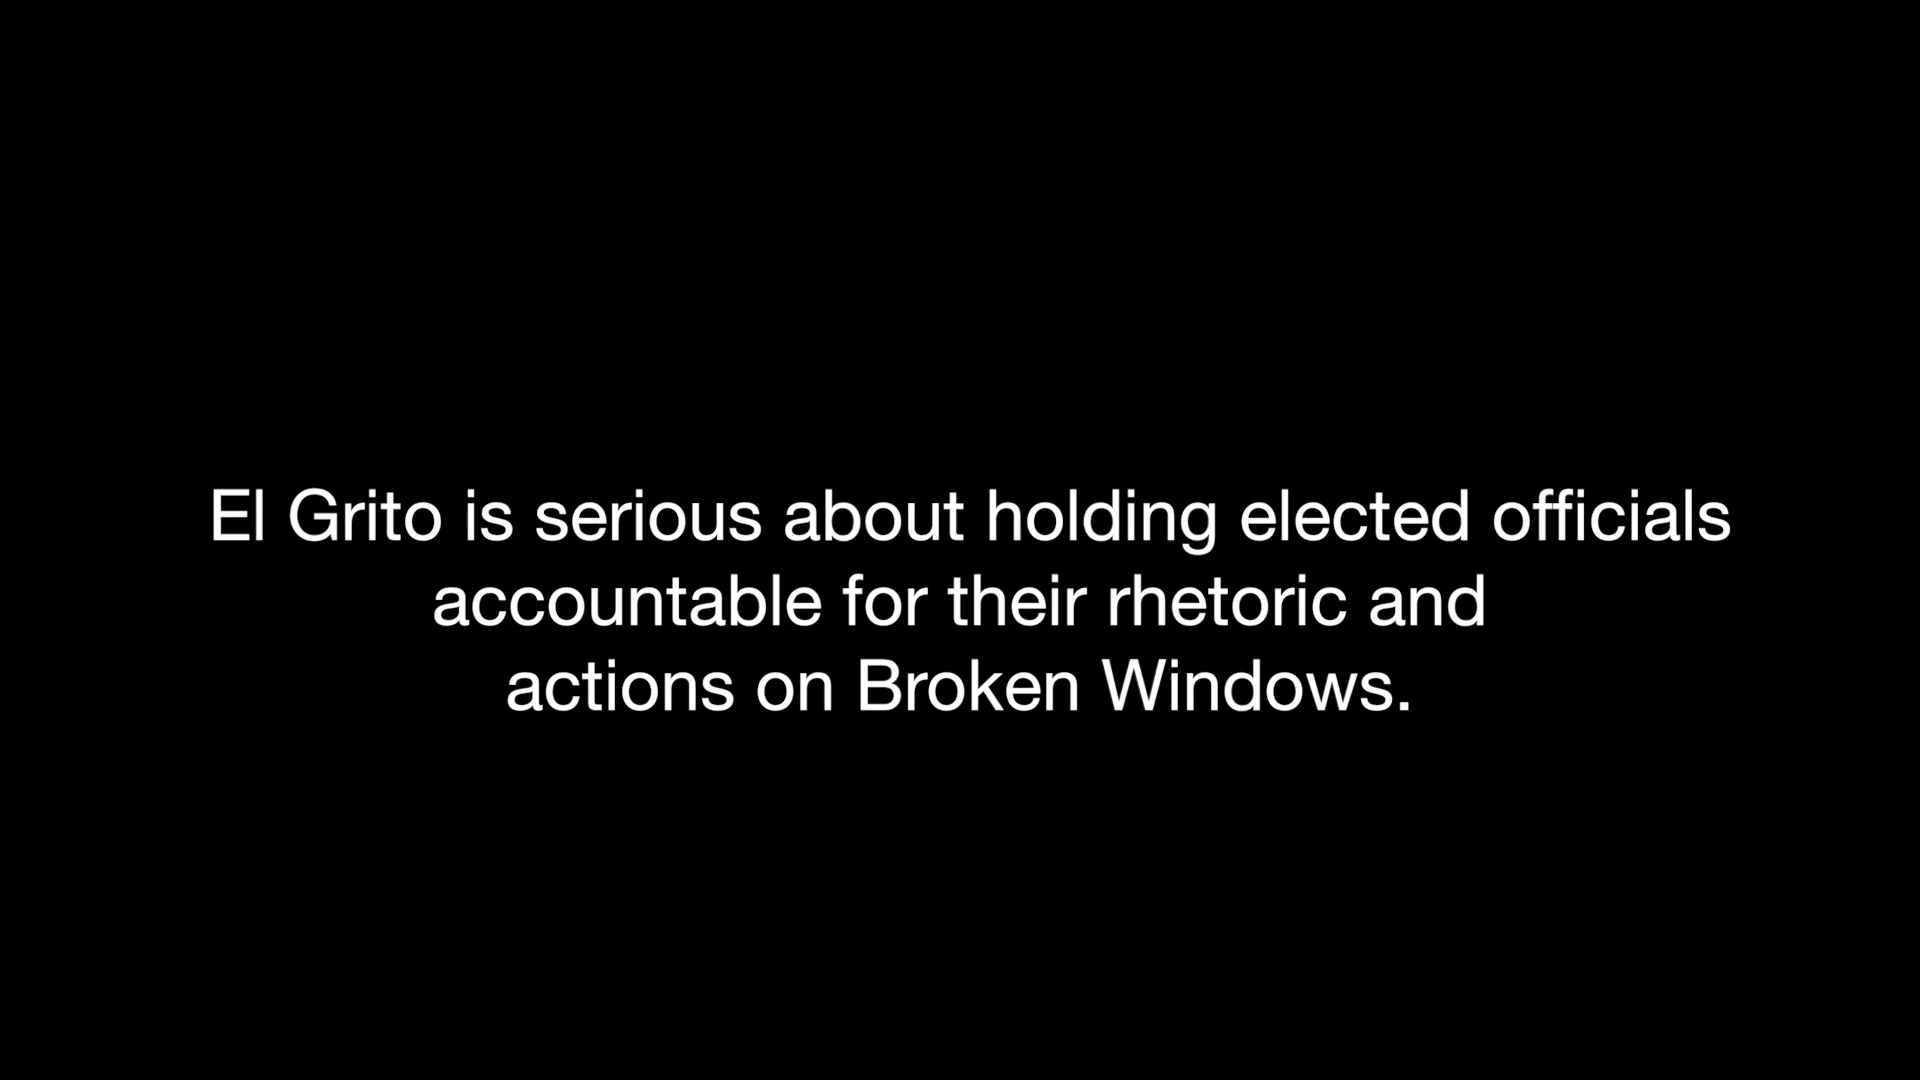 El Grito is serious about holding elected officials
accountable for their rhetoric and
actions on Broken Windows.